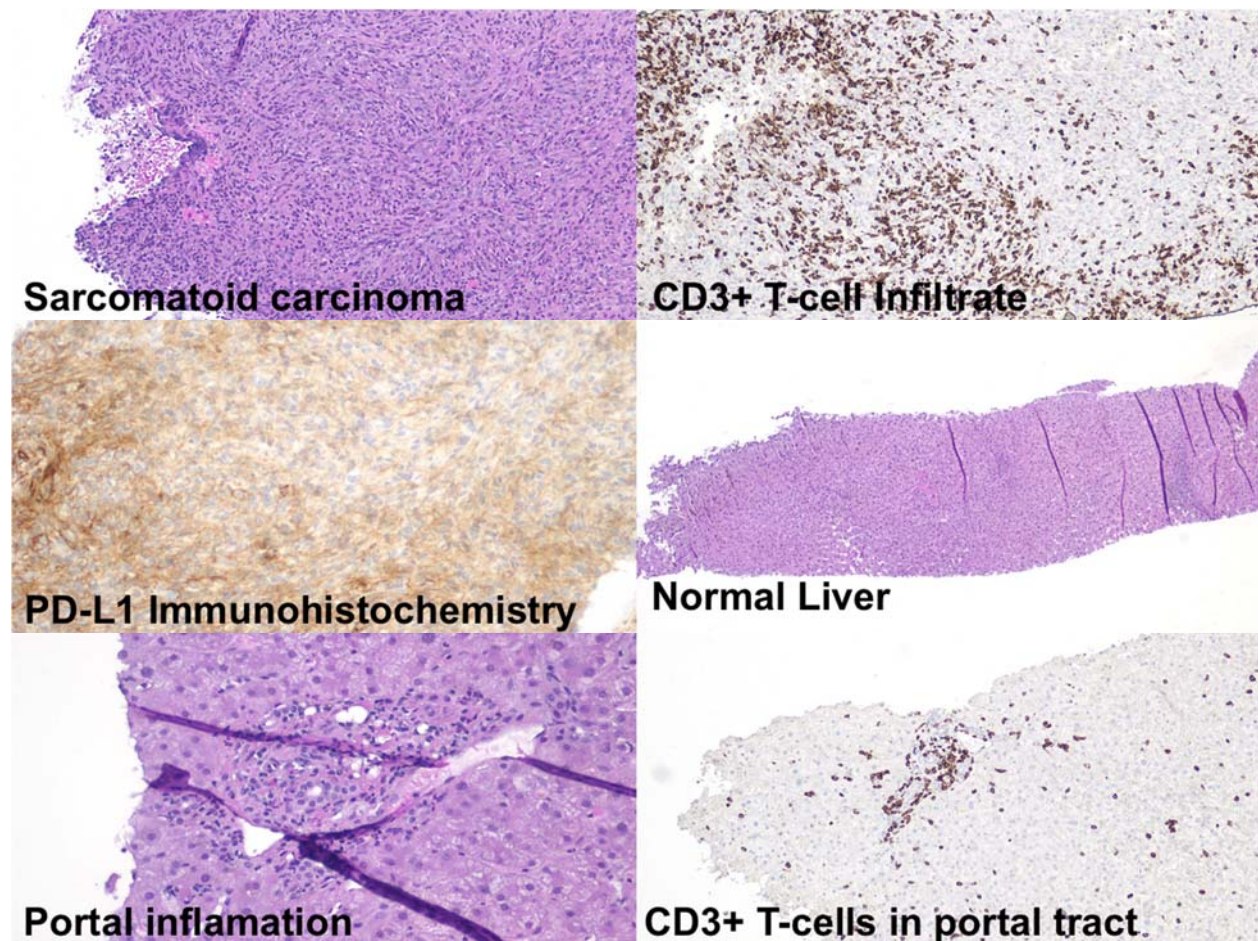 Sarcomatoid carcinoma
CD3+ T-cell Infiltrate
PD-L1 Immunohistochemistry
Normal Liver
Portal inflamation
CD3+ T-cells in portal tract